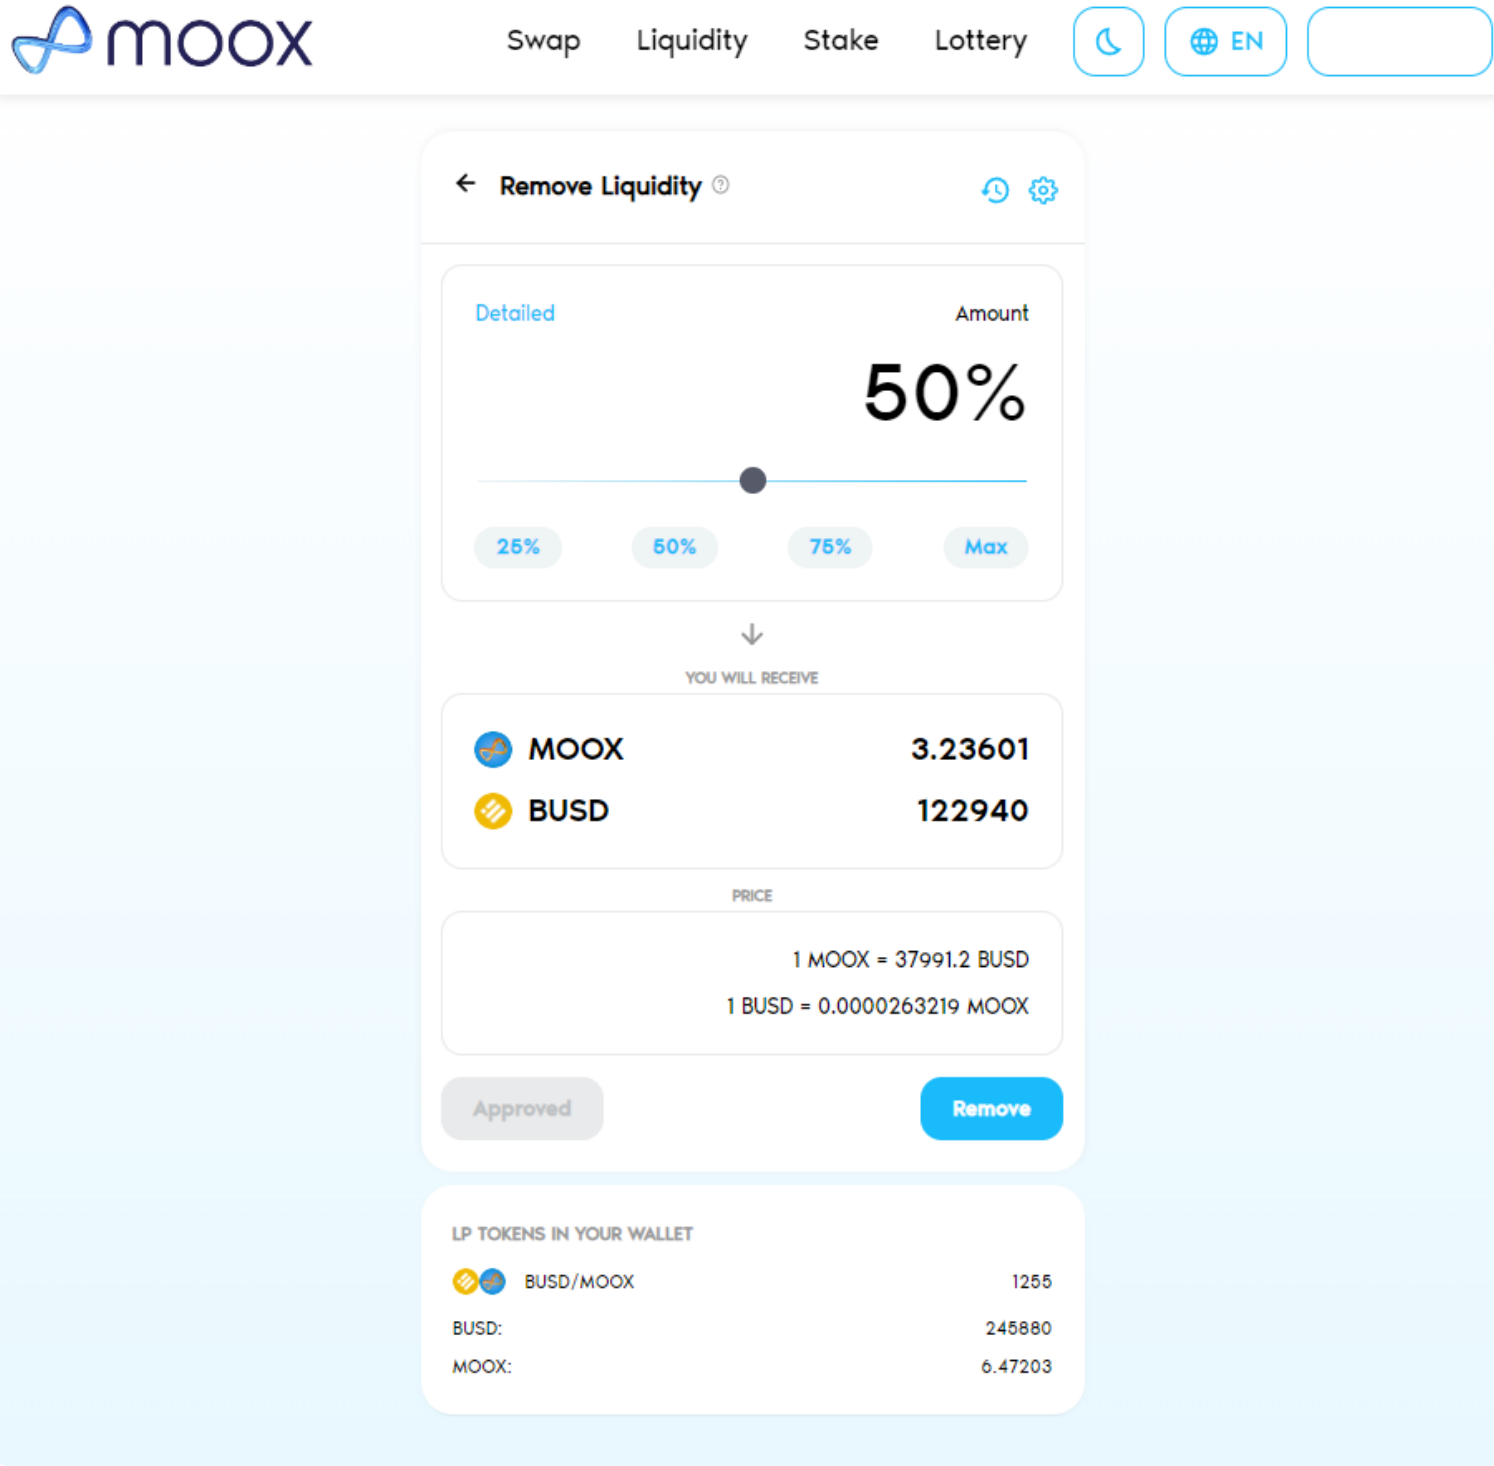 moox Swap Liquidity Stake Lottery EN
Remove Liquidity ?
Detailed Amount
50%
25% 50% 75% Max
YOU WILL RECEIVE
MOOX 3.23601
BUSD 122940
PRICE
1 MOOX = 37991.2 BUSD
1 BUSD = 0.0000263219 MOOX
Approved Remove
LP TOKENS IN YOUR WALLET
BUSD/MOOX 1255
BUSD: 245880
MOOX: 6.47203